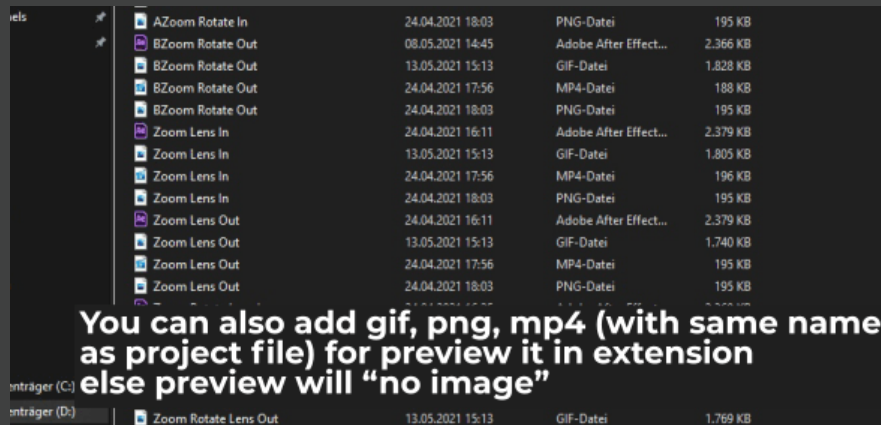 els
AZoom Rotate In 24.04.2021 18:03 PNG-Datei 195 KB
BZoom Rotate Out 08.05.2021 14:45 Adobe After Effect... 2.366 KB
BZoom Rotate Out 13.05.2021 15:13 GIF-Datei 1.828 KB
BZoom Rotate Out 24.04.2021 17:56 MP4-Datei 188 KB
BZoom Rotate Out 24.04.2021 18:03 PNG-Datei 195 KB
Zoom Lens In 24.04.2021 16:11 Adobe After Effect... 2.379 KB
Zoom Lens In 13.05.2021 15:13 GIF-Datei 1.805 KB
Zoom Lens In 24.04.2021 17:56 MP4-Datei 196 KB
Zoom Lens In 24.04.2021 18:03 PNG-Datei 195 KB
Zoom Lens Out 24.04.2021 16:11 Adobe After Effect... 2.379 KB
Zoom Lens Out 13.05.2021 15:13 GIF-Datei 1.740 KB
Zoom Lens Out 24.04.2021 17:56 MP4-Datei 195 KB
Zoom Lens Out 24.04.2021 18:03 PNG-Datei 195 KB
You can also add gif, png, mp4 (with same name
as project file) for preview it in extension
else preview will “no image”
enträger (C:)
enträger (D:)
Zoom Rotate Lens Out 13.05.2021 15:13 GIF-Datei 1.769 KB